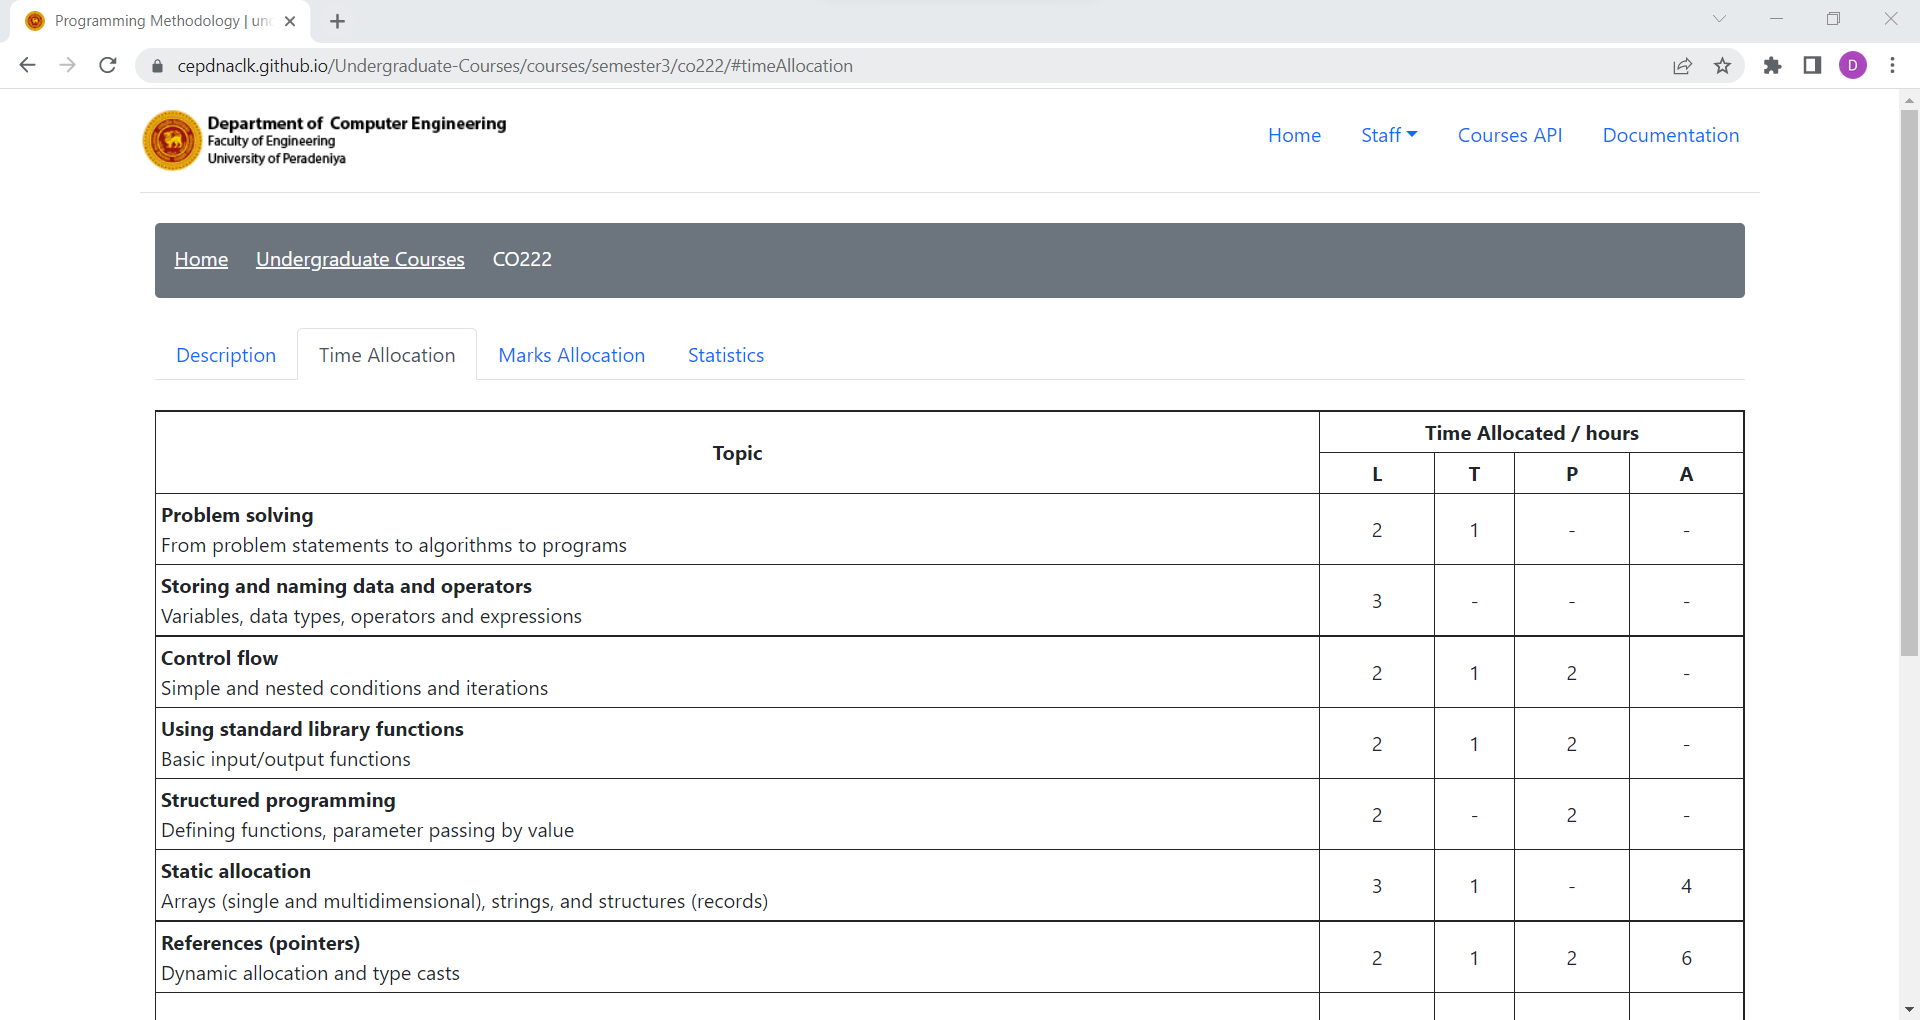 Programming Methodology | un
cepdnaclk.github.io/Undergraduate-Courses/courses/semester3/co222/#timeAllocation
D
Department of Computer Engineering
Faculty of Engineering
University of Peradeniya
Home Staff Courses API Documentation
Home Undergraduate Courses CO222
Description Time Allocation Marks Allocation Statistics
Topic
Time Allocated / hours
L T P A
Problem solving
From problem statements to algorithms to programs
2 1 - -
Storing and naming data and operators
Variables, data types, operators and expressions
3 - - -
Control flow
Simple and nested conditions and iterations
2 1 2 -
Using standard library functions
Basic input/output functions
2 1 2 -
Structured programming
Defining functions, parameter passing by value
2 - 2 -
Static allocation
Arrays (single and multidimensional), strings, and structures (records)
3 1 - 4
References (pointers)
Dynamic allocation and type casts
2 1 2 6